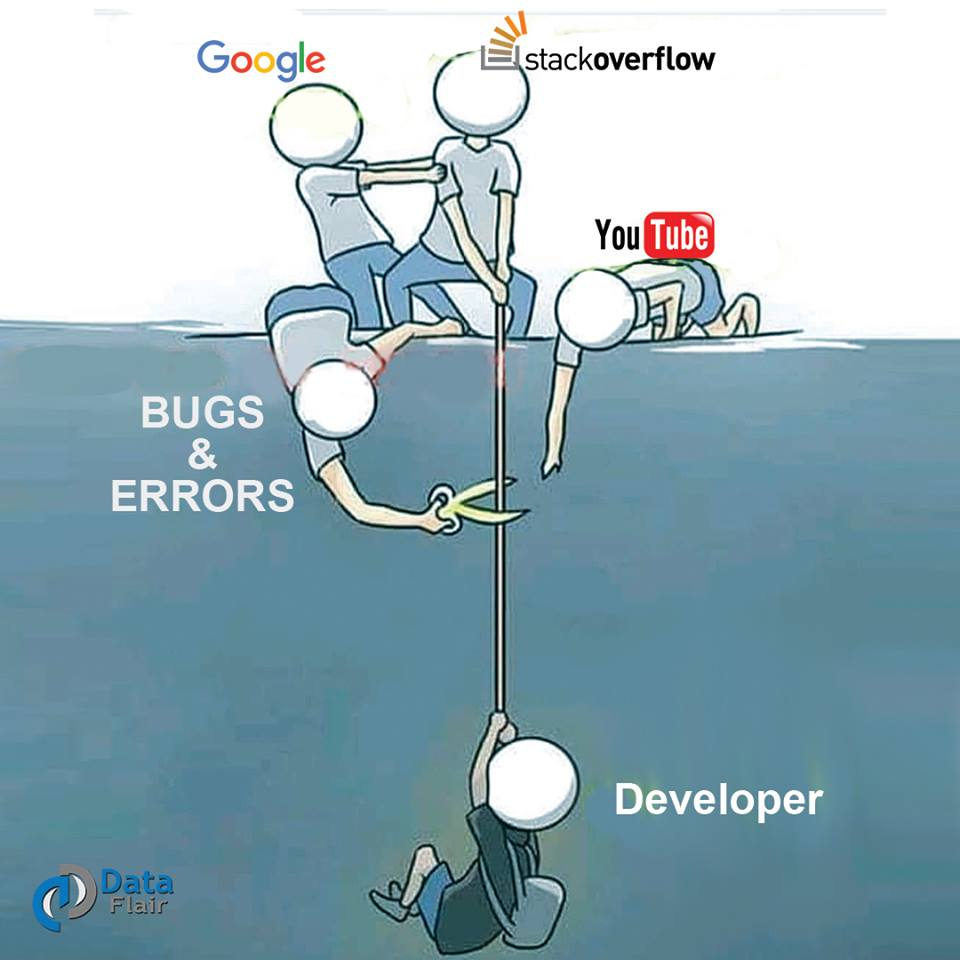 Google
stackoverflow
YouTube
BUGS
&
ERRORS
Developer
Data
Flair